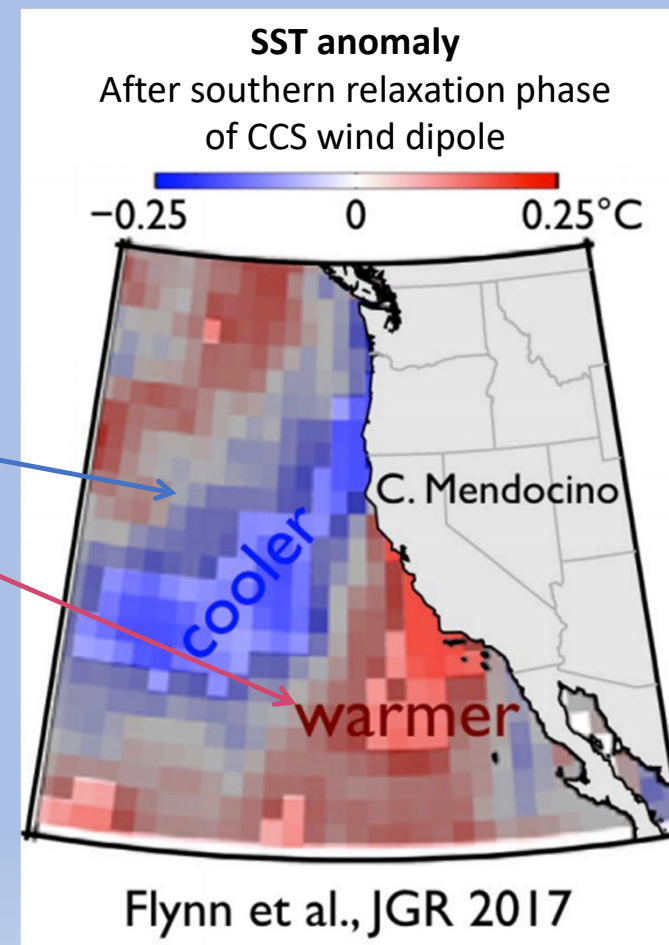 SST anomaly
After southern relaxation phase
of CCS wind dipole
−0.25 0 0.25°C
C. Mendocino
cooler
warmer
Flynn et al., JGR 2017